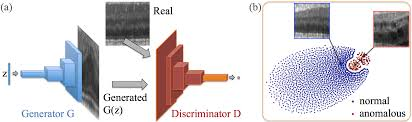 (a)
Real
z
Generator G
Generated
G(z)
Discriminator D
(b)
normal
anomalous